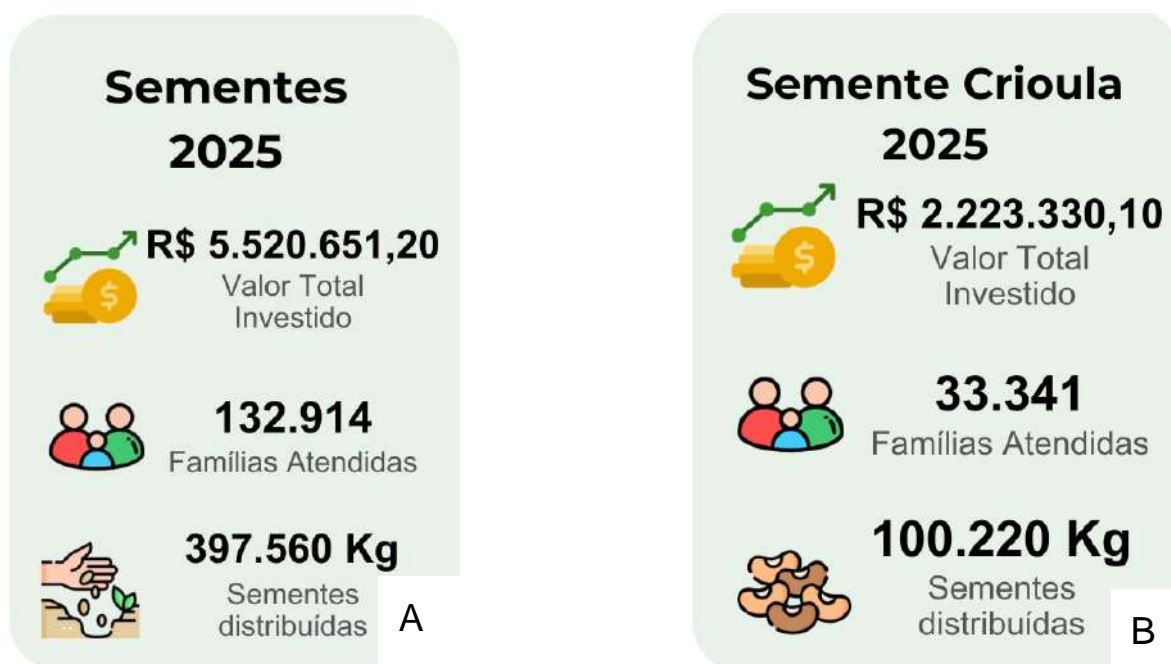 Sementes
2025
R$ 5.520.651,20
Valor Total
Investido
132.914
Famílias Atendidas
397.560 Kg
Sementes
distribuídas
A
Semente Crioula
2025
R$ 2.223.330,10
Valor Total
Investido
33.341
Famílias Atendidas
100.220 Kg
Sementes
distribuídas
B